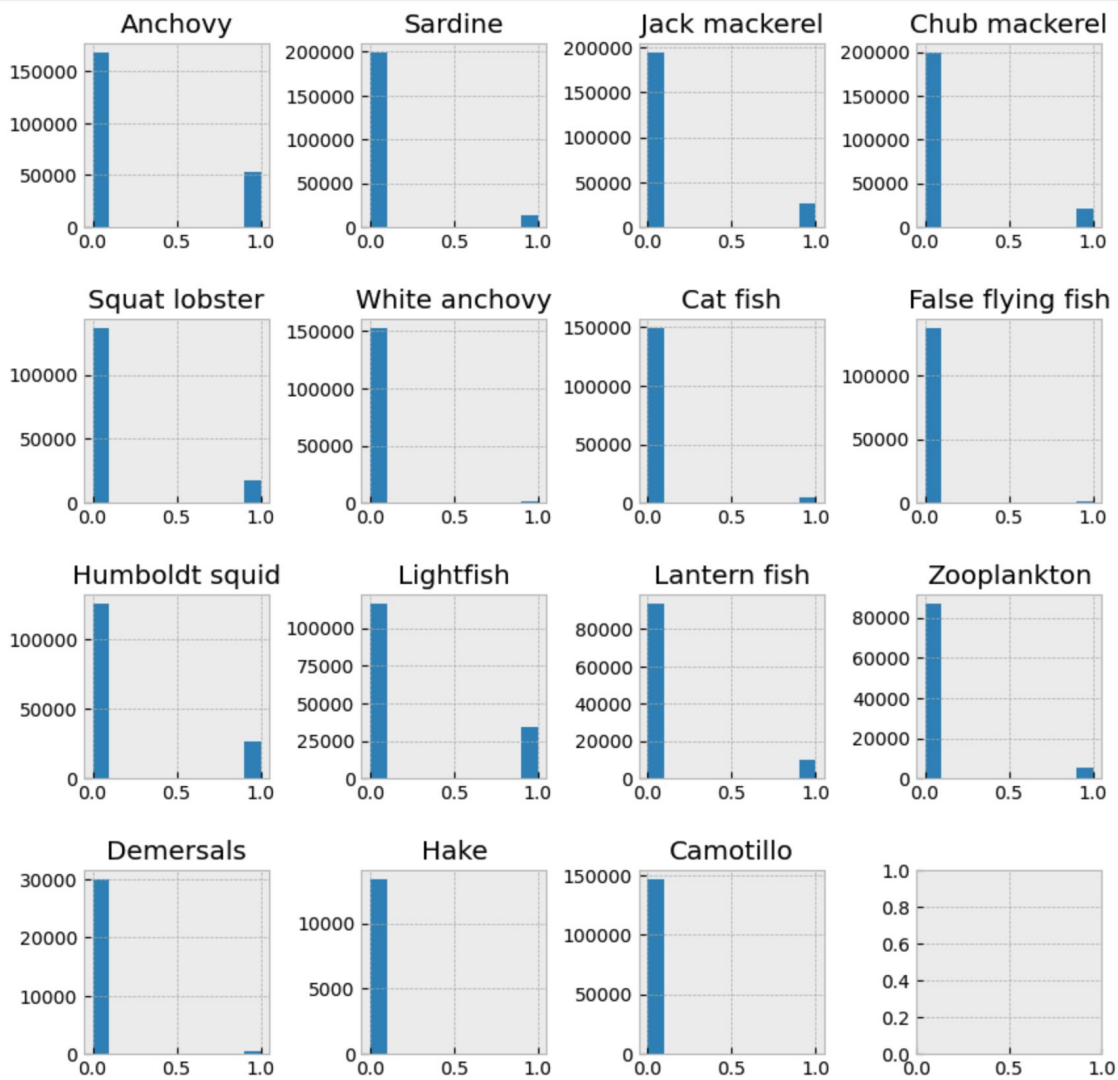 Anchovy Sardine Jack mackerel Chub mackerel
150000 200000 200000 200000
100000 150000 150000 150000
50000 100000 100000 100000
0 50000 50000 50000
0 0 0
0.0 0.5 1.0 0.0 0.5 1.0 0.0 0.5 1.0 0.0 0.5 1.0
Squat lobster White anchovy Cat fish False flying fish
100000 150000 150000 100000
50000 100000 100000 50000
0 50000 50000 0
0 0
0.0 0.5 1.0 0.0 0.5 1.0 0.0 0.5 1.0 0.0 0.5 1.0
Humboldt squid Lightfish Lantern fish Zooplankton
100000 100000 80000 80000
50000 75000 60000 60000
0 50000 40000 40000
25000 20000 20000
0 0 0
0.0 0.5 1.0 0.0 0.5 1.0 0.0 0.5 1.0 0.0 0.5 1.0
Demersals Hake Camotillo
30000 10000 150000 1.0
20000 5000 100000 0.8
10000 0 50000 0.6
0 0 0.4
0.2
0.0
0.0 0.5 1.0 0.0 0.5 1.0 0.0 0.5 1.0 0.0 0.5 1.0